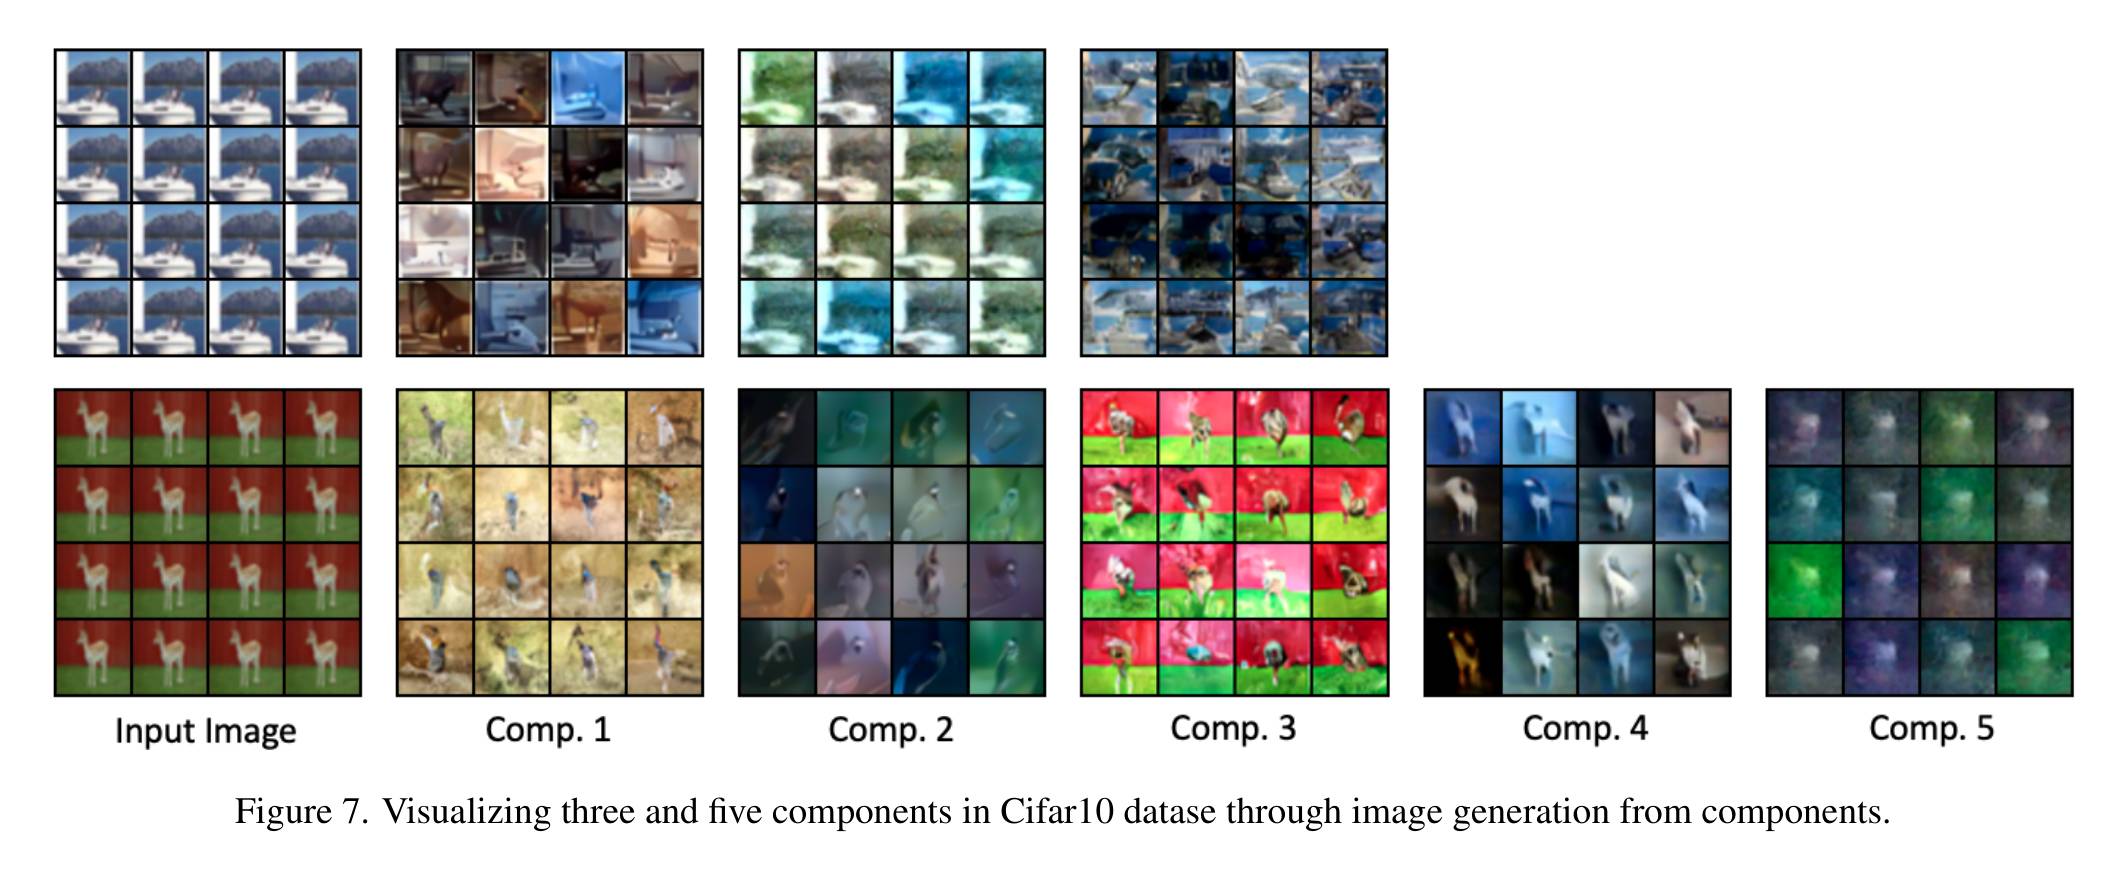 Input Image
Comp. 1
Comp. 2
Comp. 3
Comp. 4
Comp. 5
Figure 7. Visualizing three and five components in Cifar10 datase through image generation from components.